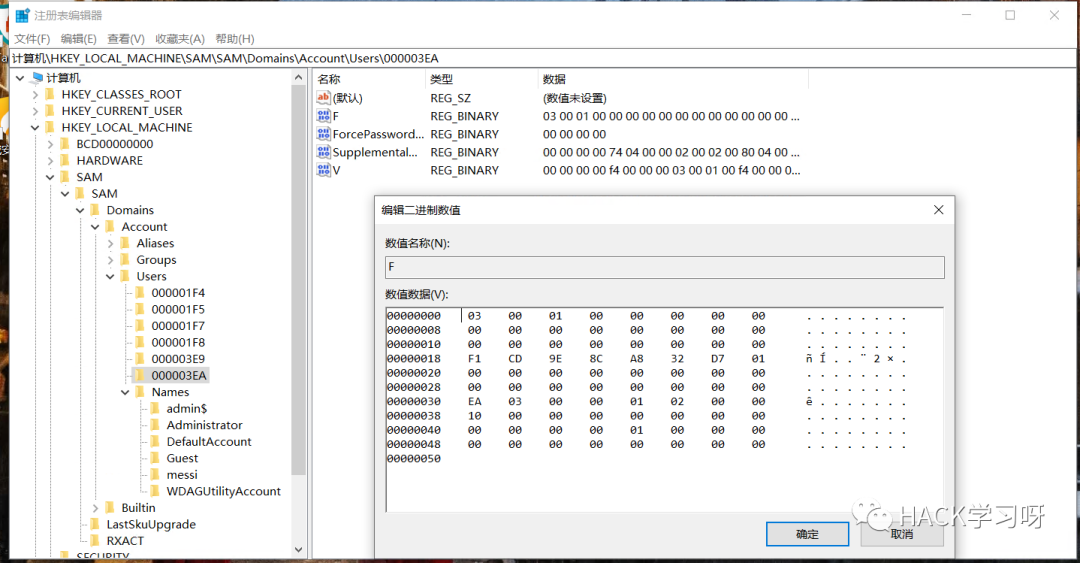 注册表编辑器
文件(F) 编辑(E) 查看(V) 收藏夹(A) 帮助(H)
计算机\HKEY_LOCAL_MACHINE\SAM\SAM\Domains\Account\Users\000003EA
计算机
HKEY_CLASSES_ROOT
HKEY_CURRENT_USER
HKEY_LOCAL_MACHINE
BCD00000000
HARDWARE
SAM
SAM
Domains
Account
Aliases
Groups
Users
000001F4
000001F5
000001F7
000001F8
000003E9
000003EA
Names
admin$
Administrator
DefaultAccount
Guest
messi
WDAGUtilityAccount
Builtin
LastSkuUpgrade
RXACT
SECURITY
名称 类型 数据
(默认) REG_SZ (数值未设置)
F REG_BINARY 03 00 01 00 00 00 00 00 00 00 00 00 00 00 00 ...
ForcePassword... REG_BINARY 00 00 00 00
Supplemental... REG_BINARY 00 00 00 00 74 04 00 00 02 00 02 00 80 04 00 ...
V REG_BINARY 00 00 00 00 f4 00 00 00 03 00 01 00 f4 00 00 0...
编辑二进制数值
数值名称(N):
F
数值数据(V):
00000000 03 00 01 00 00 00 00 00 . . . . . . . .
00000008 00 00 00 00 00 00 00 00 . . . . . . . .
00000010 00 00 00 00 00 00 00 00 . . . . . . . .
00000018 F1 CD 9E 8C A8 32 D7 01 ñ Í . . ¨ 2 × .
00000020 00 00 00 00 00 00 00 00 . . . . . . . .
00000028 00 00 00 00 00 00 00 00 . . . . . . . .
00000030 EA 03 00 00 01 02 00 00 ê . . . . . . .
00000038 10 00 00 00 00 00 00 00 . . . . . . . .
00000040 00 00 00 00 01 00 00 00 . . . . . . . .
00000048 00 00 00 00 00 00 00 00 . . . . . . . .
00000050
确定 取消
HACK学习呀